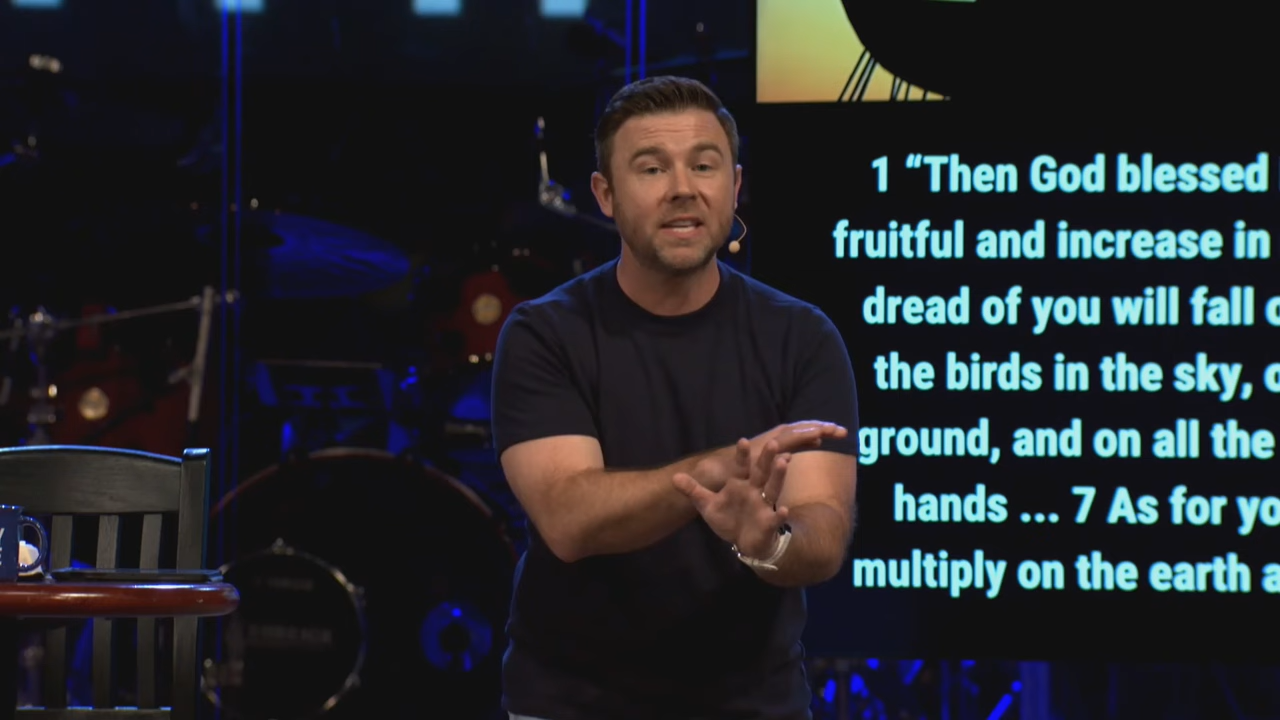 1 “Then God blessed
fruitful and increase in
dread of you will fall
the birds in the sky,
ground, and on all the
hands ... 7 As for
multiply on the earth